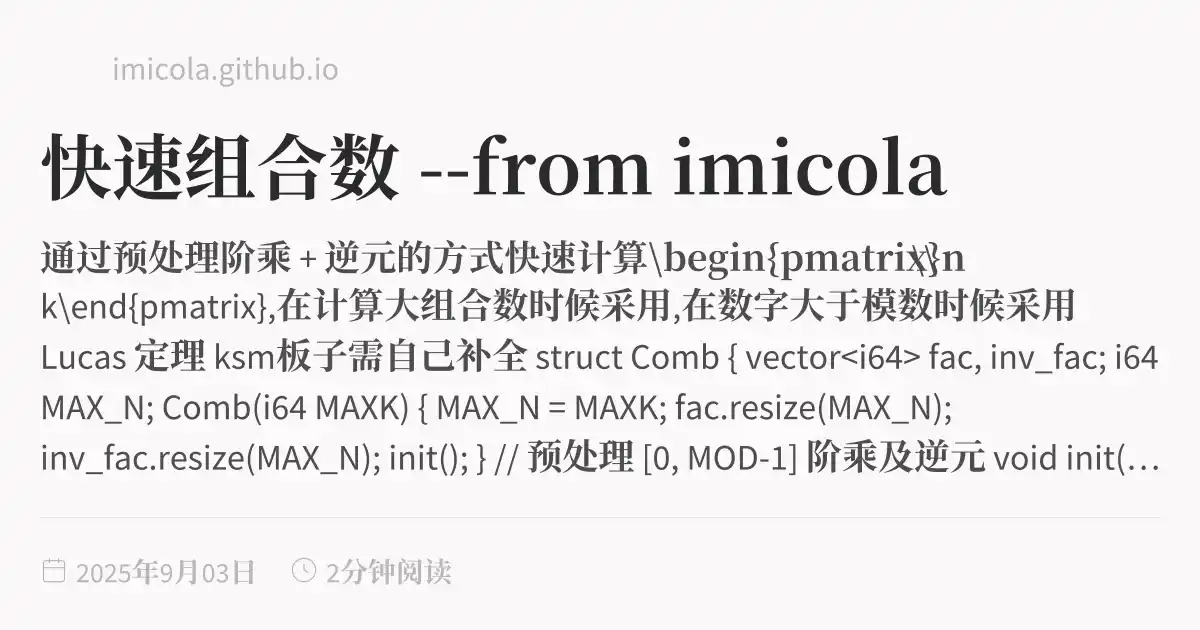 imicola.github.io
快速组合数 --from imicola
通过预处理阶乘 + 逆元的方式快速计算\begin{pmatrix}\n
k\end{pmatrix},在计算大组合数时候采用,在数字大于模数时候采用
Lucas 定理 ksm板子需自己补全 struct Comb { vector<i64> fac, inv_fac; i64
MAX_N; Comb(i64 MAXK) { MAX_N = MAXK; fac.resize(MAX_N);
inv_fac.resize(MAX_N); init(); } // 预处理 [0, MOD-1] 阶乘及逆元 void init(…
2025年9月03日 2分钟阅读